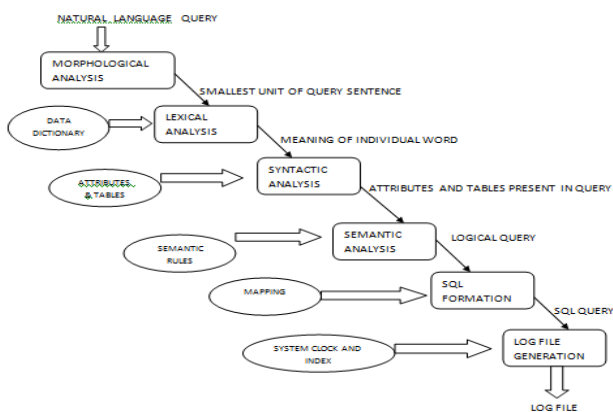 NATURAL LANGUAGE QUERY
MORPHOLOGICAL
ANALYSIS
SMALLEST UNIT OF QUERY SENTENCE
DATA
DICTIONARY
LEXICAL
ANALYSIS
MEANING OF INDIVIDUAL WORD
ATTRIBUTES
& TABLES
SYNTACTIC
ANALYSIS
ATTRIBUTES AND TABLES PRESENT IN QUERY
SEMANTIC
RULES
SEMANTIC
ANALYSIS
LOGICAL QUERY
MAPPING
SQL
FORMATION
SQL QUERY
SYSTEM CLOCK AND
INDEX
LOG FILE
GENERATION
LOG FILE